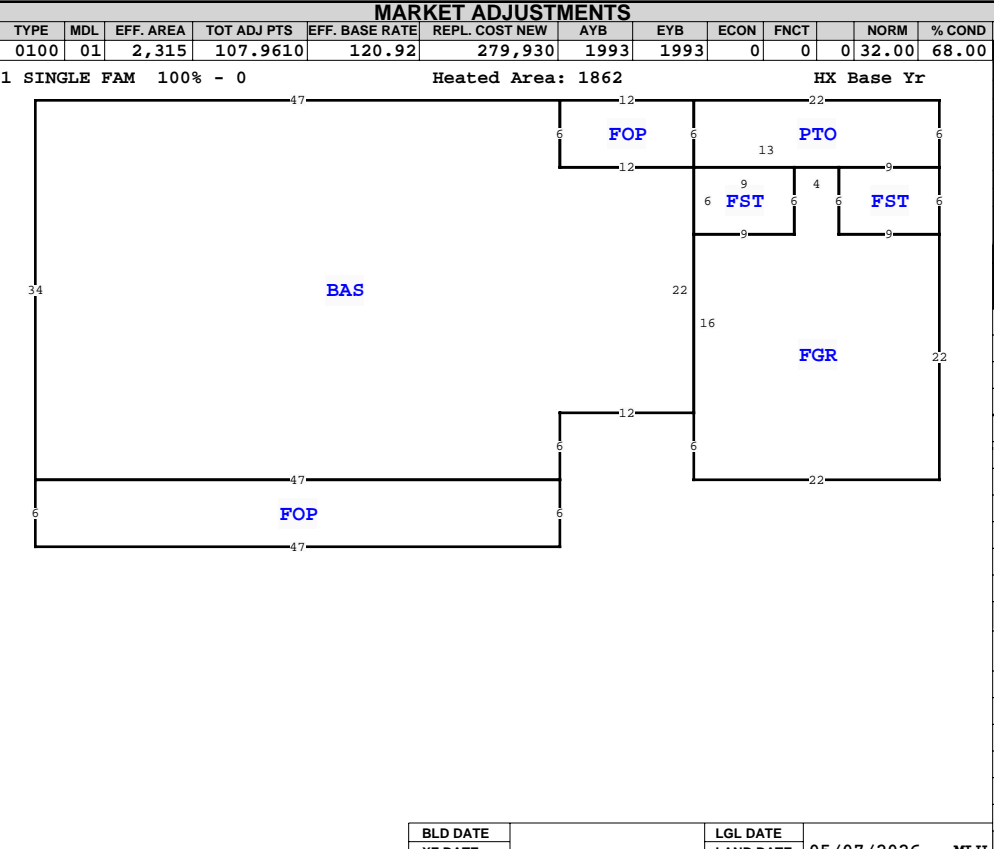 MARKET ADJUSTMENTS
TYPE MDL EFF. AREA TOT ADJ PTS EFF. BASE RATE REPL. COST NEW AYB EYB ECON FNCT NORM % COND
0100 01 2,315 107.9610 120.92 279,930 1993 1993 0 0 0 32.00 68.00
1 SINGLE FAM 100% - 0 Heated Area: 1862 HX Base Yr
47 12 22
6 FOP 6 PTO 6
13
12 9
9 4
6 FST 6 6 FST 6
9 9
34 BAS 22
16
FGR 22
12
6 6
47 22
6 FOP 6
47
BLD DATE LGL DATE